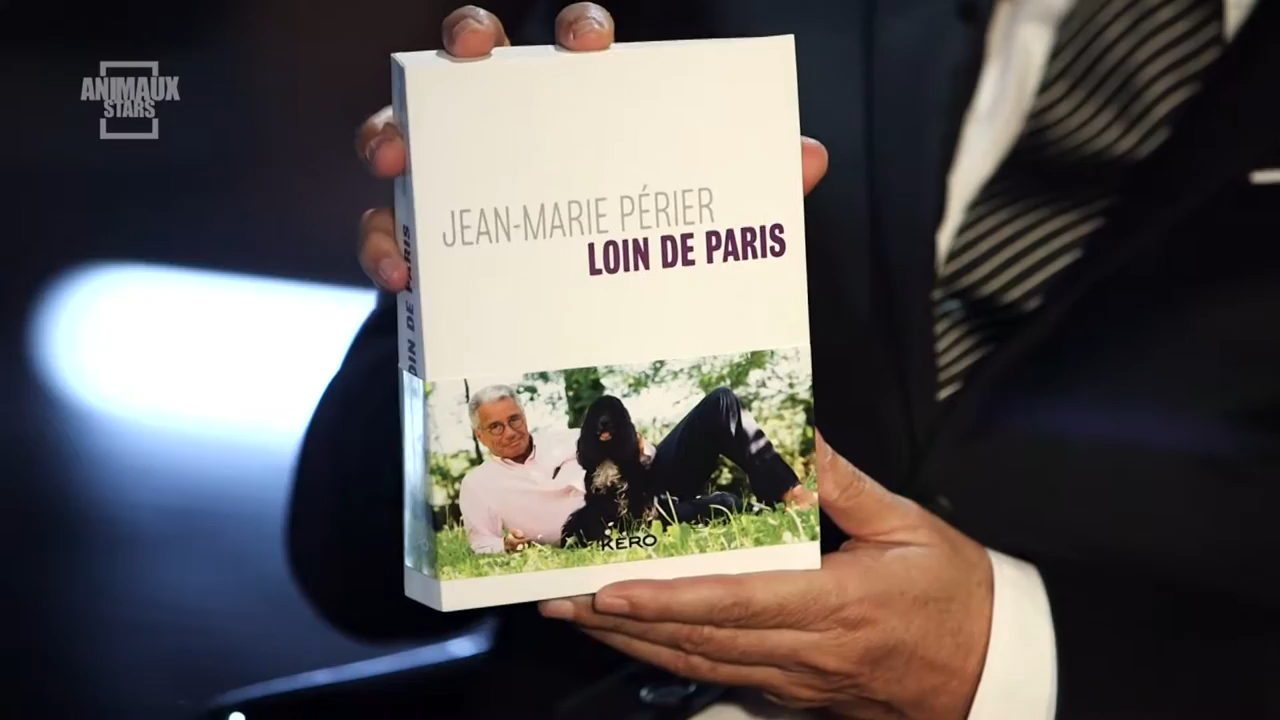 ANIMAUX
STARS
JEAN-MARIE PÉRIER
LOIN DE PARIS
LOIN DE PARIS
KERO